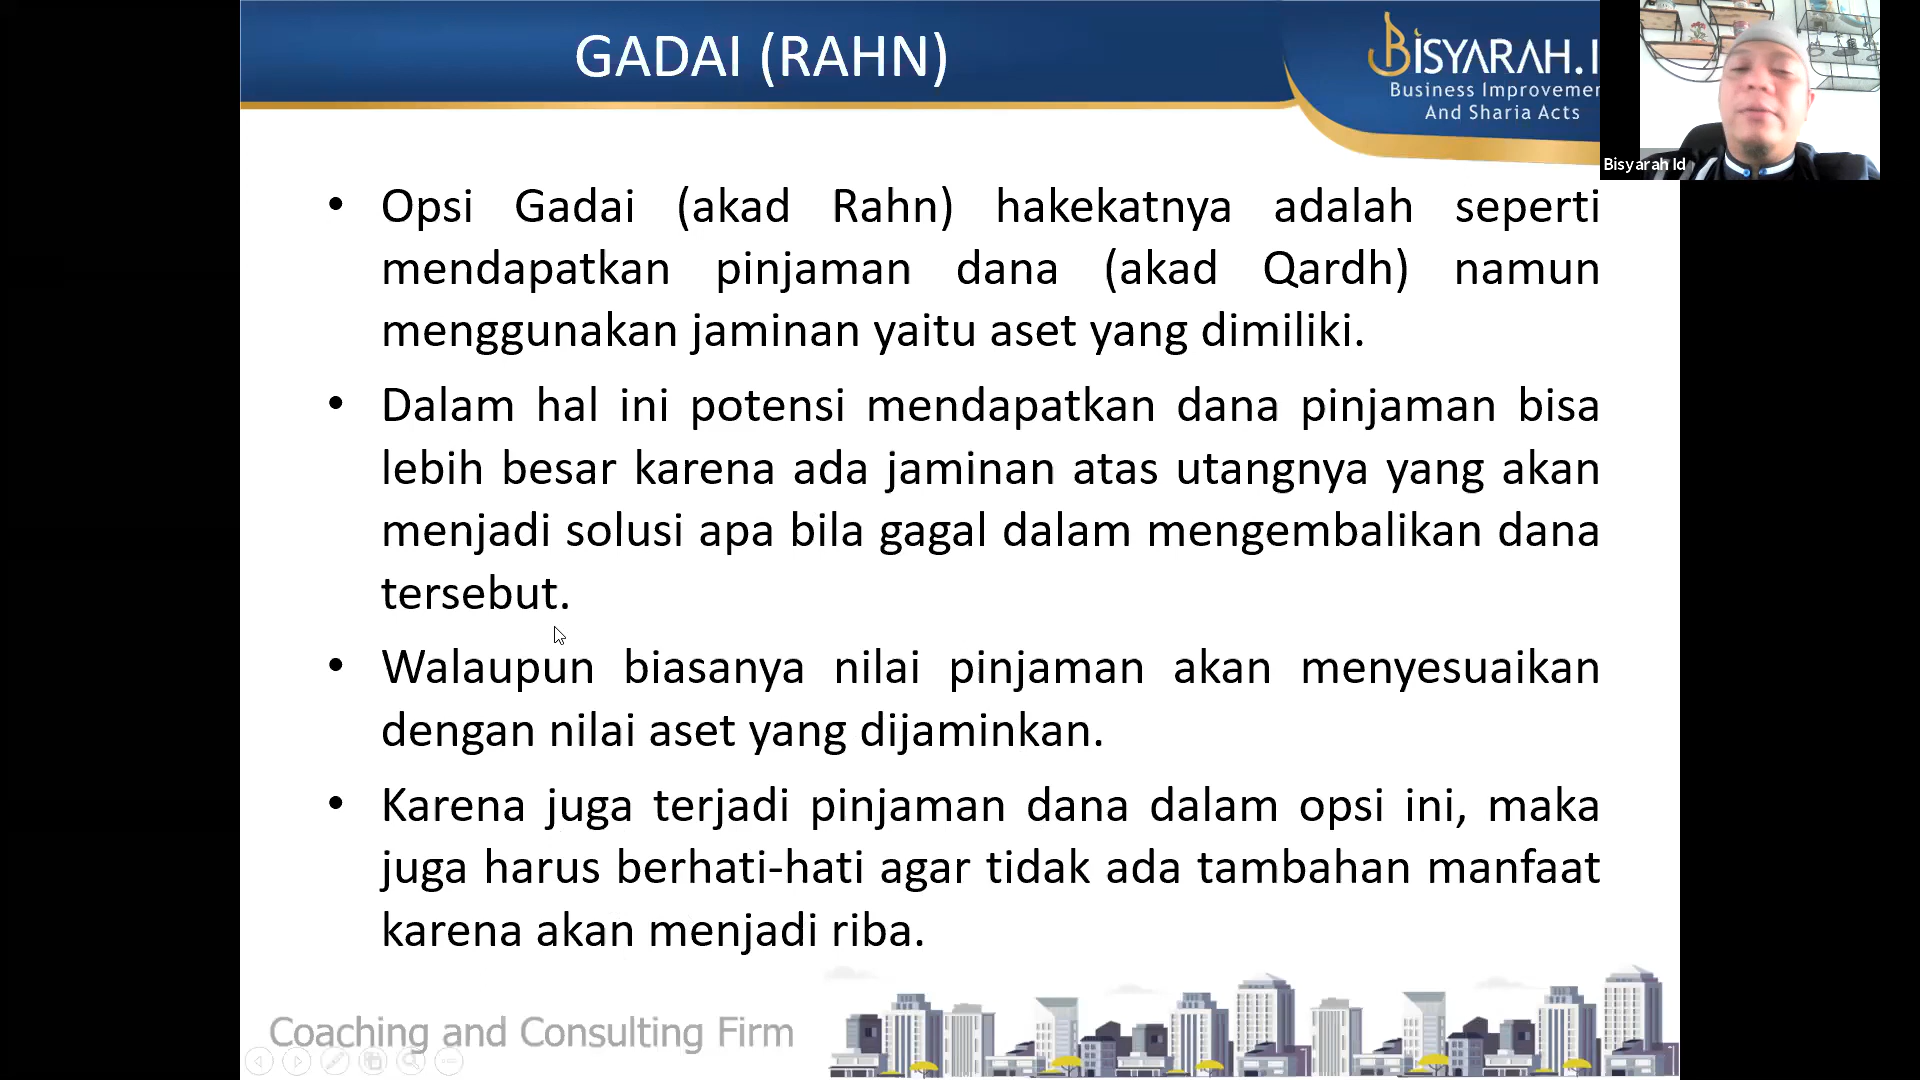 GADAI (RAHN)
BISYARAH.I
Business Improvemen
And Sharia Acts
Bisyarah Id
• Opsi Gadai (akad Rahn) hakekatnya adalah seperti
mendapatkan pinjaman dana (akad Qardh) namun
menggunakan jaminan yaitu aset yang dimiliki.
• Dalam hal ini potensi mendapatkan dana pinjaman bisa
lebih besar karena ada jaminan atas utangnya yang akan
menjadi solusi apa bila gagal dalam mengembalikan dana
tersebut.
• Walaupun biasanya nilai pinjaman akan menyesuaikan
dengan nilai aset yang dijaminkan.
• Karena juga terjadi pinjaman dana dalam opsi ini, maka
juga harus berhati-hati agar tidak ada tambahan manfaat
karena akan menjadi riba.
Coaching and Consulting Firm